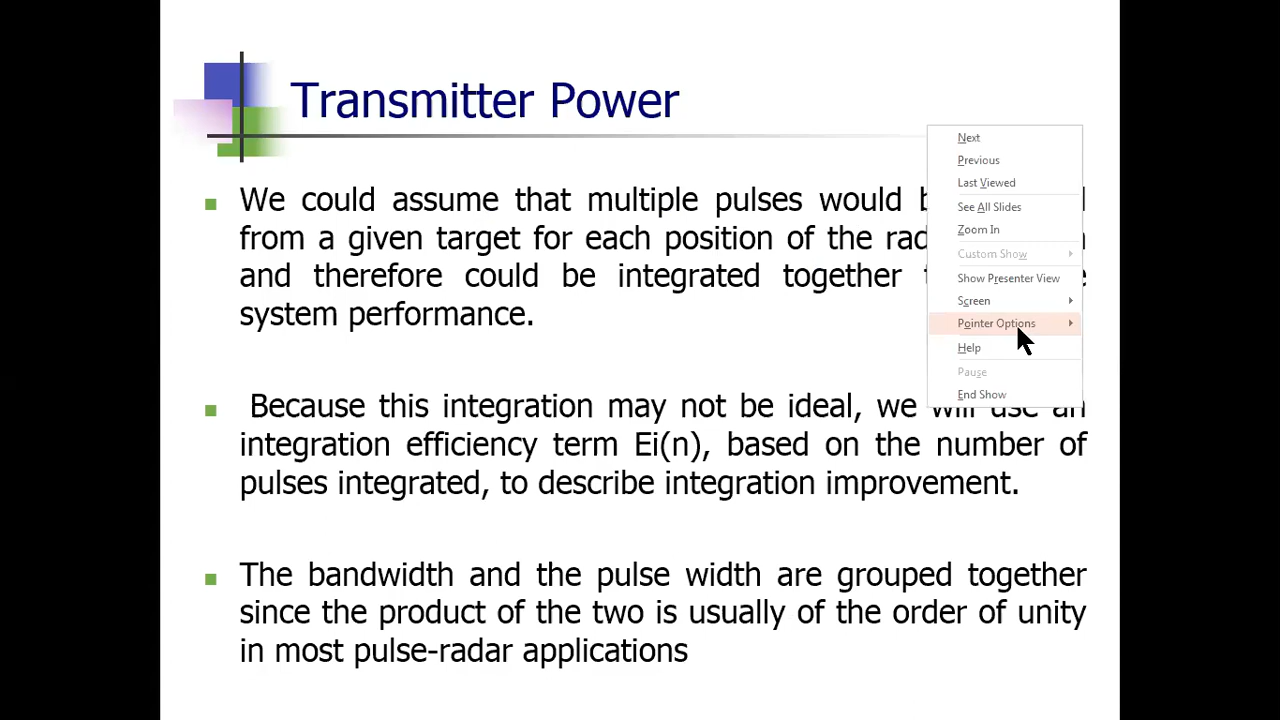 Transmitter Power
We could assume that multiple pulses would
from a given target for each position of the
and therefore could be integrated together
system performance.
Because this integration may not be ideal, we will use an
integration efficiency term Ei(n), based on the number of
pulses integrated, to describe integration improvement.
The bandwidth and the pulse width are grouped together
since the product of the two is usually of the order of unity
in most pulse-radar applications
Next
Previous
Last Viewed
See All Slides
Zoom In
Custom Show
Show Presenter View
Screen
Pointer Options
Help
Pause
End Show